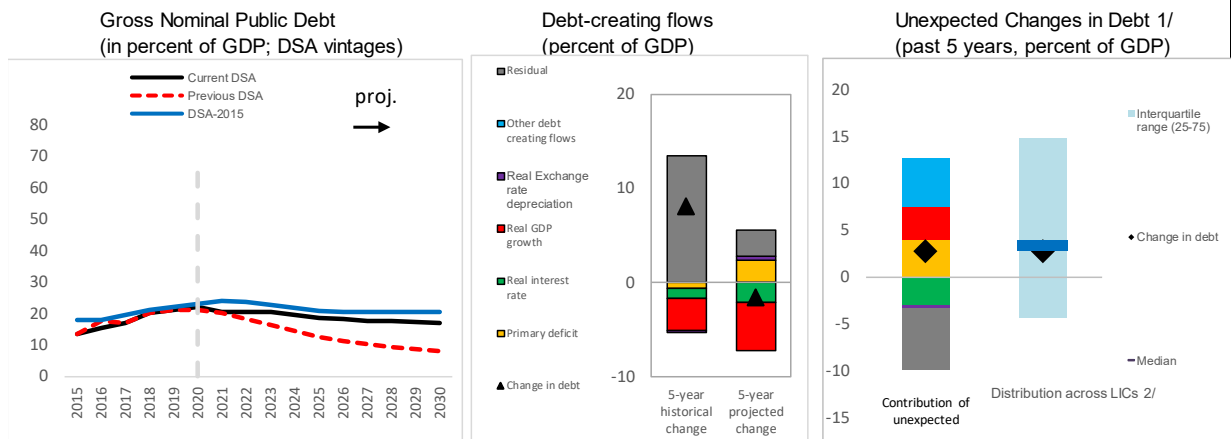 Gross Nominal Public Debt
(in percent of GDP; DSA vintages)
Current DSA
Previous DSA
DSA-2015
proj.
80
70
60
50
40
30
20
10
0
2015
2016
2017
2018
2019
2020
2021
2022
2023
2024
2025
2026
2027
2028
2029
2030
Debt-creating flows
(percent of GDP)
Residual
Other debt
creating flows
Real Exchange
rate
depreciation
Real GDP
growth
Real interest
rate
Primary deficit
Change in debt
20
10
0
-10
5-year
historical
change
5-year
projected
change
Unexpected Changes in Debt 1/
(past 5 years, percent of GDP)
20
15
10
5
0
-5
-10
-15
Interquartile
range (25-75)
Change in debt
Median
Contribution of
unexpected
Distribution across LICs 2/